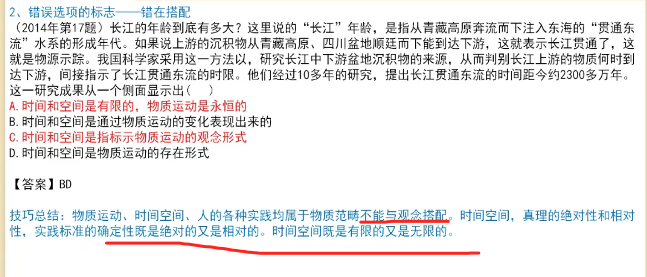 2、错误选项的标志——错在搭配
(2014年第17题) 长江的年龄到底有多大? 这里说的“长江”年龄, 是指从青藏高原奔流而下注入东海的“贯通东
流”水系的形成年代。如果说上游的沉积物从青藏高原、四川盆地顺廷而下能到达下游, 这就表示长江贯通了, 这
就是物源示踪。我国科学家采用这一方法以, 研究长江中下游盆地沉积物的来源, 从而判别长江上游的物质何时到
达下游, 间接指示了长江贯通东流的时限。他们经过10多年的研究, 提出长江贯通东流的时间距今约2300多万年。
这一研究成果从一个侧面显示出( )
A.时间和空间是有限的, 物质运动是永恒的
B.时间和空间是通过物质运动的变化表现出来的
C.时间和空间是指标示物质运动的观念形式
D.时间和空间是物质运动的存在形式
【答案】BD
技巧总结: 物质运动、时间空间、人的各种实践均属于物质范畴不能与观念搭配。时间空间, 真理的绝对性和相对
性, 实践标准的确定性既是绝对的又是相对的。时间空间既是有限的又是无限的。